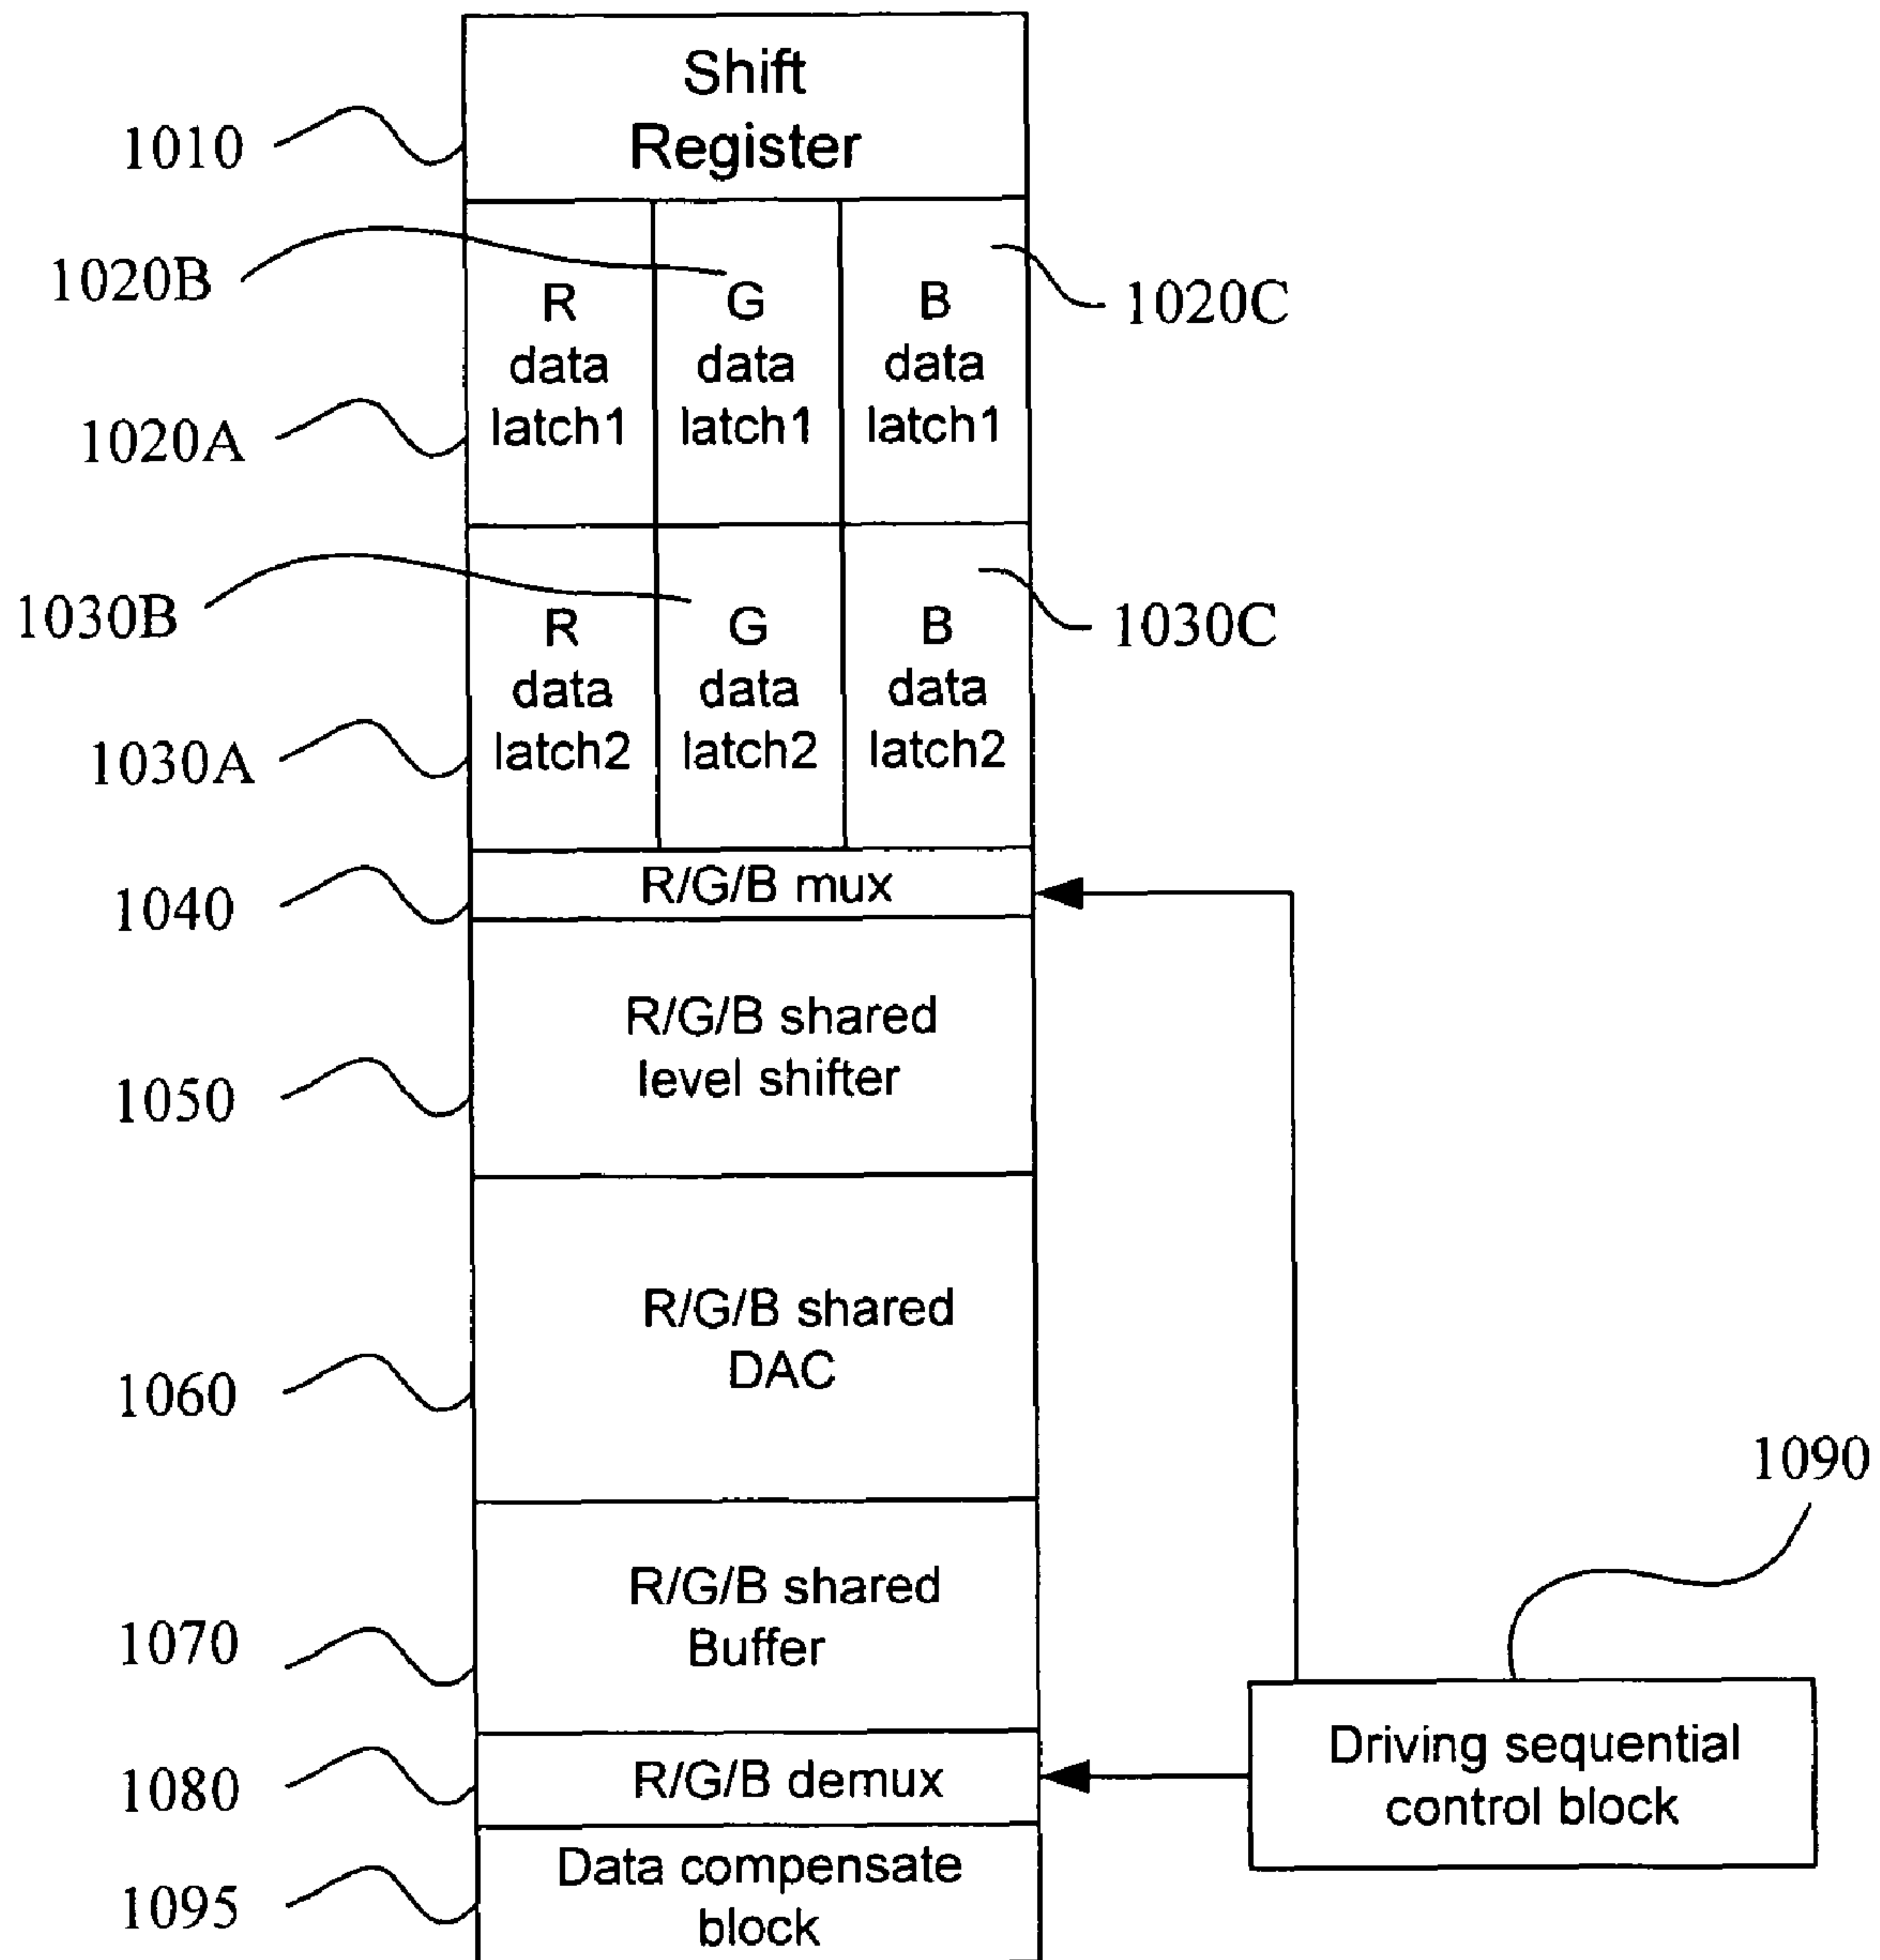 Shift
Register
1010
1020B
1020C
R
data
latch1
G
data
latch1
B
data
latch1
1020A
1030B
1030C
R
data
latch2
G
data
latch2
B
data
latch2
1030A
R/G/B mux
1040
R/G/B shared
level shifter
1050
R/G/B shared
DAC
1060
1090
R/G/B shared
Buffer
1070
R/G/B demux
1080
Driving sequential
control block
Data compensate
block
1095